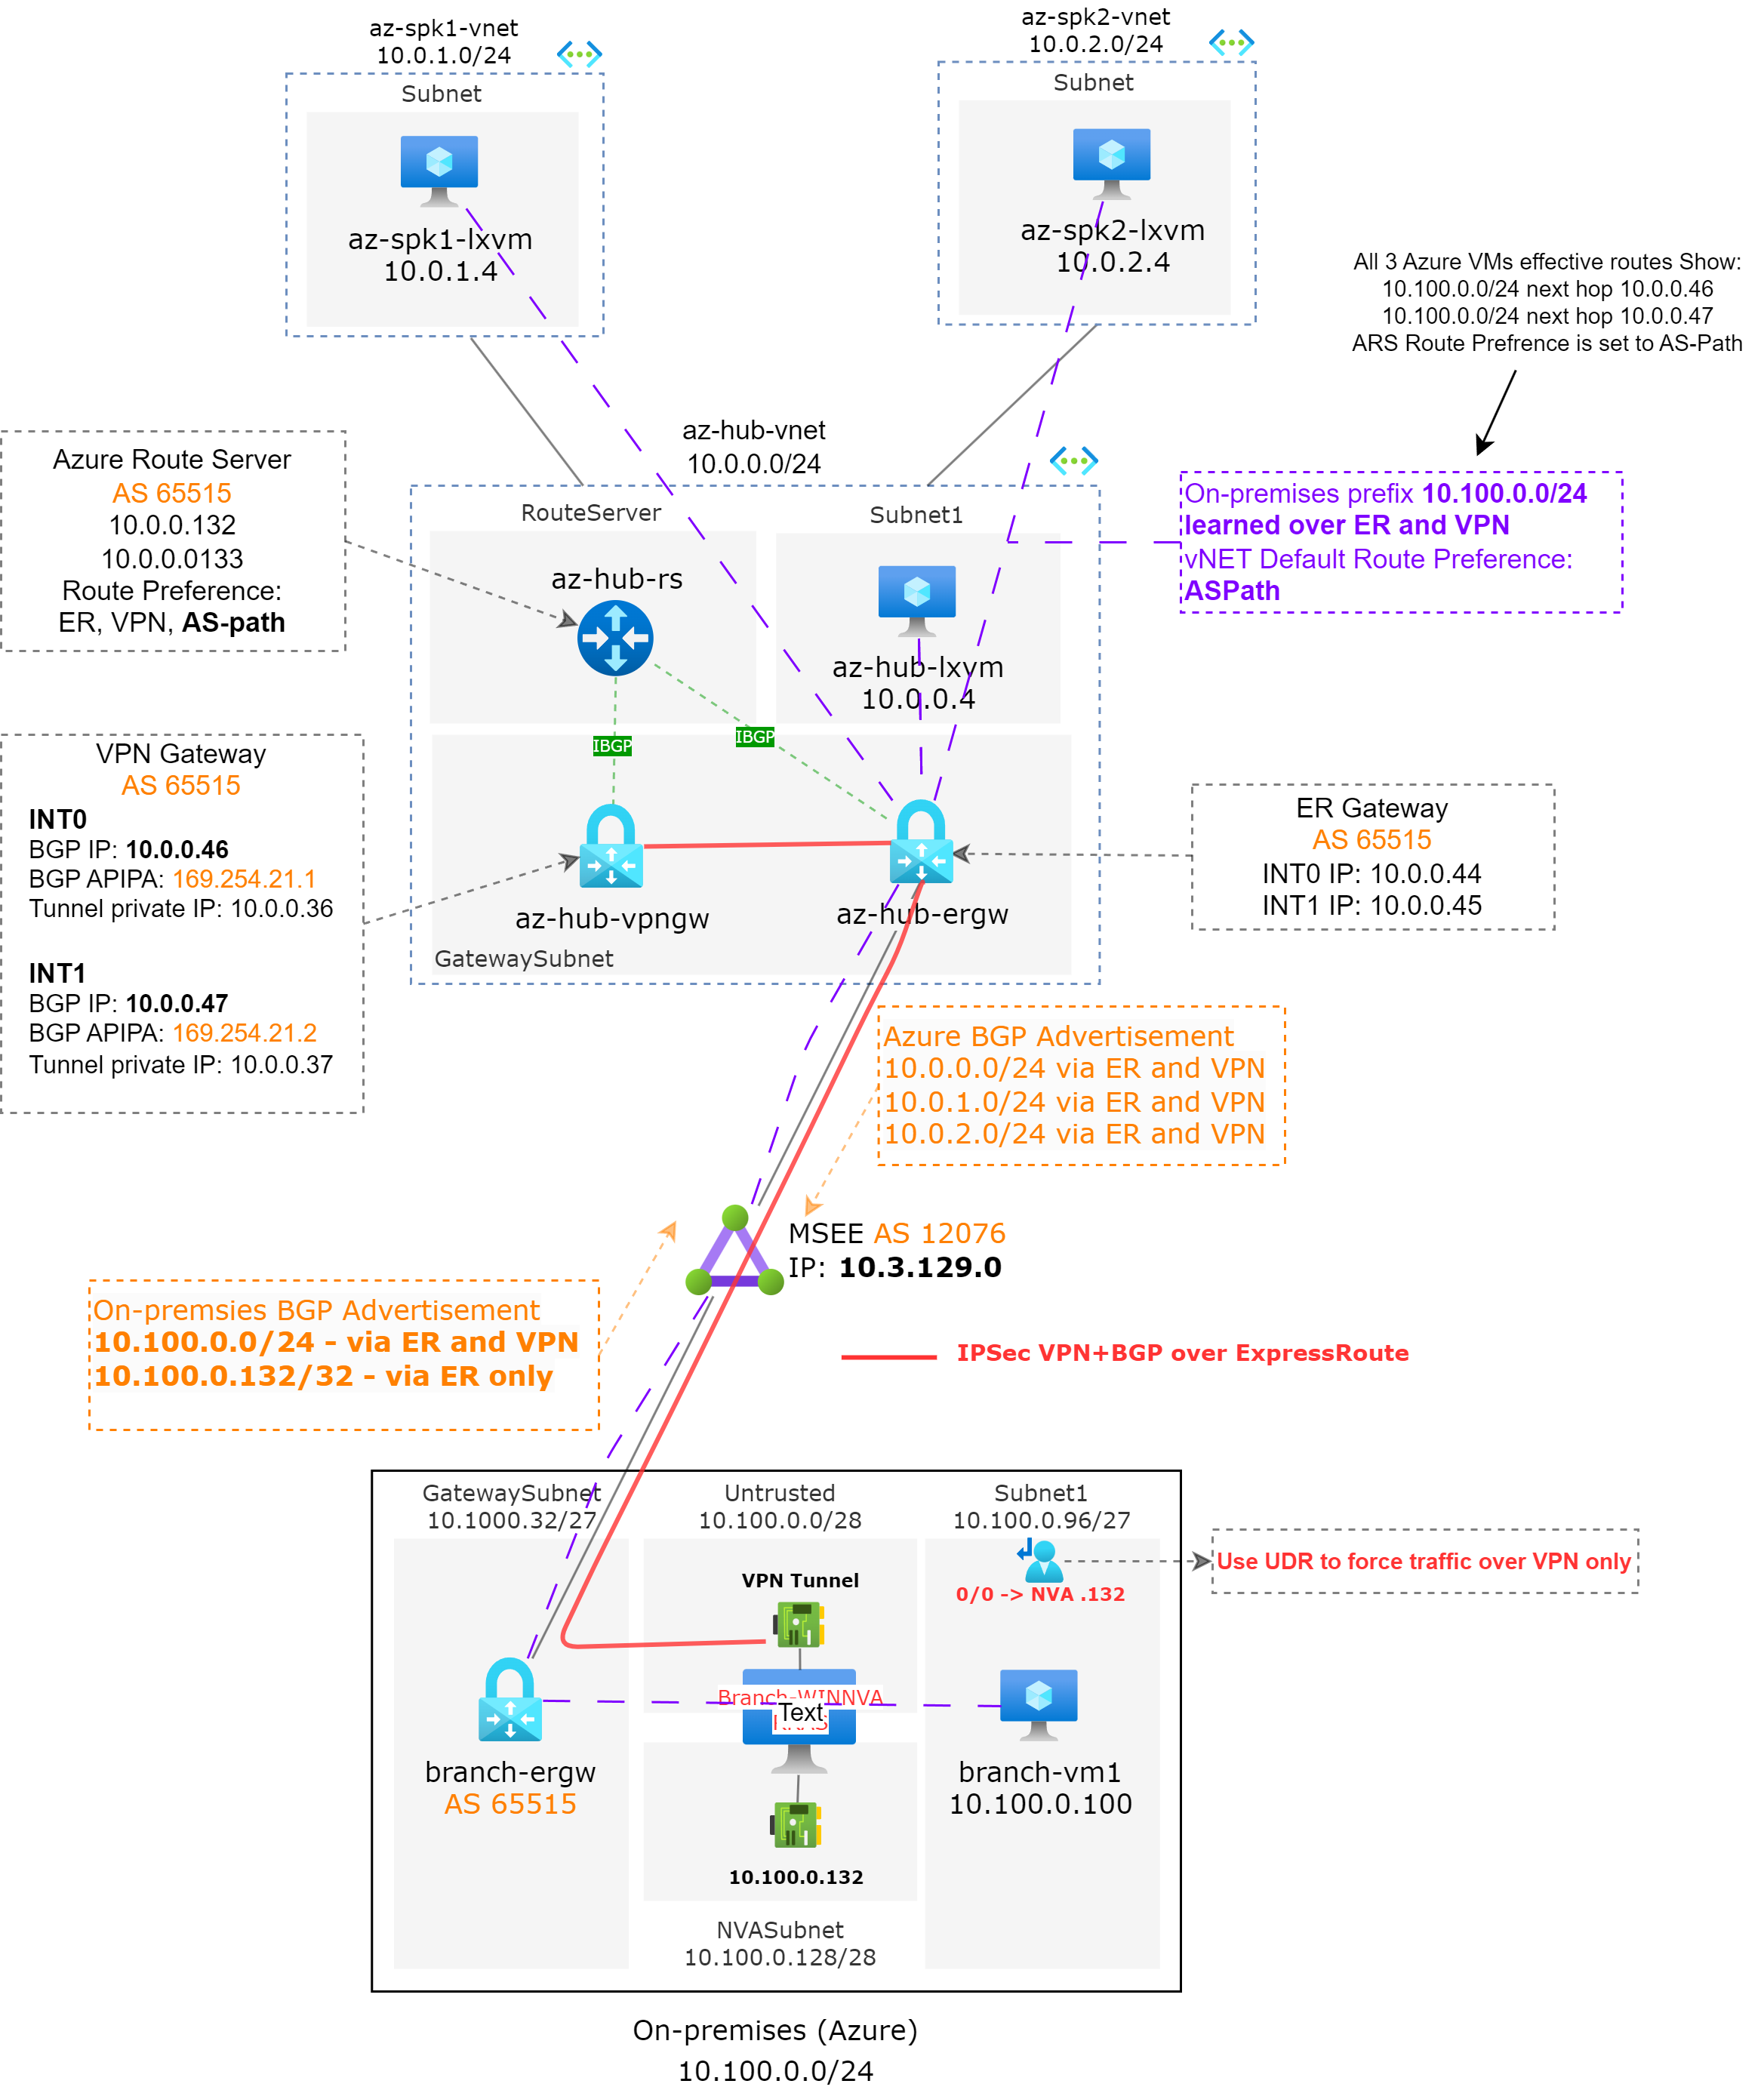 az-spk1-vnet
10.0.1.0/24
Subnet
az-spk1-lxvm
10.0.1.4
az-spk2-vnet
10.0.2.0/24
Subnet
az-spk2-lxvm
10.0.2.4
All 3 Azure VMs effective routes Show:
10.100.0.0/24 next hop 10.0.0.46
10.100.0.0/24 next hop 10.0.0.47
ARS Route Prefrence is set to AS-Path
On-premises prefix 10.100.0.0/24
learned over ER and VPN
vNET Default Route Preference:
ASPath
Azure Route Server
AS 65515
10.0.0.132
10.0.0.0133
Route Preference:
ER, VPN, AS-path
az-hub-vnet
10.0.0.0/24
RouteServer
az-hub-rs
Subnet1
az-hub-lxvm
10.0.0.4
IBGP
IBGP
az-hub-vpngw
az-hub-ergw
GatewaySubnet
VPN Gateway
AS 65515
INT0
BGP IP: 10.0.0.46
BGP APIPA: 169.254.21.1
Tunnel private IP: 10.0.0.36
INT1
BGP IP: 10.0.0.47
BGP APIPA: 169.254.21.2
Tunnel private IP: 10.0.0.37
ER Gateway
AS 65515
INT0 IP: 10.0.0.44
INT1 IP: 10.0.0.45
Azure BGP Advertisement
10.0.0.0/24 via ER and VPN
10.0.1.0/24 via ER and VPN
10.0.2.0/24 via ER and VPN
MSEE AS 12076
IP: 10.3.129.0
On-premsies BGP Advertisement
10.100.0.0/24 - via ER and VPN
10.100.0.132/32 - via ER only
IPSec VPN+BGP over ExpressRoute
GatewaySubnet
10.1000.32/27
branch-ergw
AS 65515
Untrusted
10.100.0.0/28
VPN Tunnel
Branch-WINNVA
Text
10.100.0.132
NVASubnet
10.100.0.128/28
Subnet1
10.100.0.96/27
0/0 -> NVA .132
branch-vm1
10.100.0.100
Use UDR to force traffic over VPN only
On-premises (Azure)
10.100.0.0/24